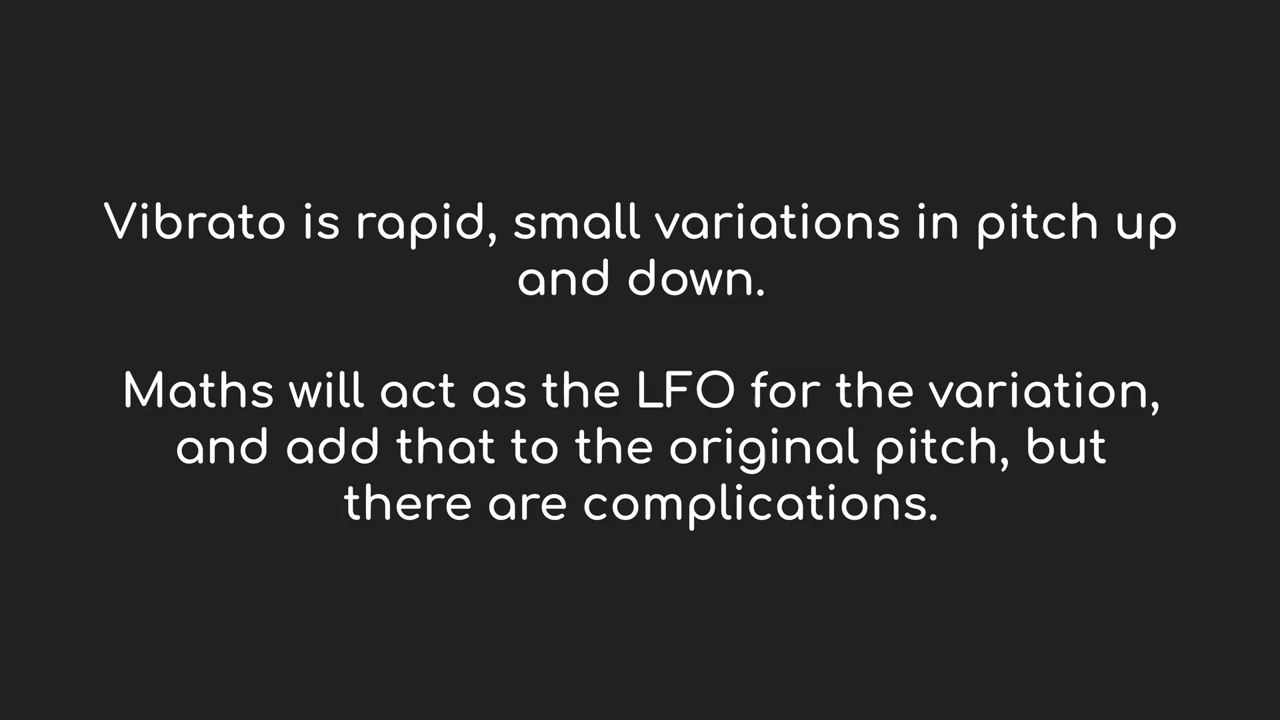 Vibrato is rapid, small variations in pitch up
and down.
Maths will act as the LFO for the variation,
and add that to the original pitch, but
there are complications.